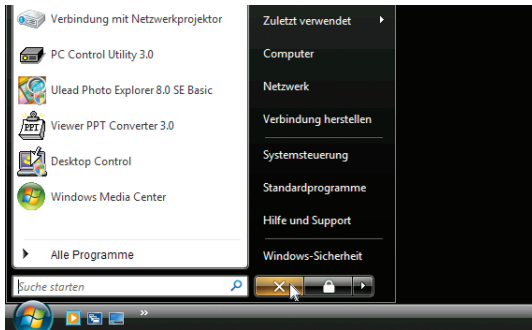 Verbindung mit Netzwerkprojektor
PC Control Utility 3.0
Ulead Photo Explorer 8.0 SE Basic
Viewer PPT Converter 3.0
Desktop Control
Windows Media Center
Alle Programme
Suche starten
Zuletzt verwendet
Computer
Netzwerk
Verbindung herstellen
Systemsteuerung
Standardprogramme
Hilfe und Support
Windows-Sicherheit